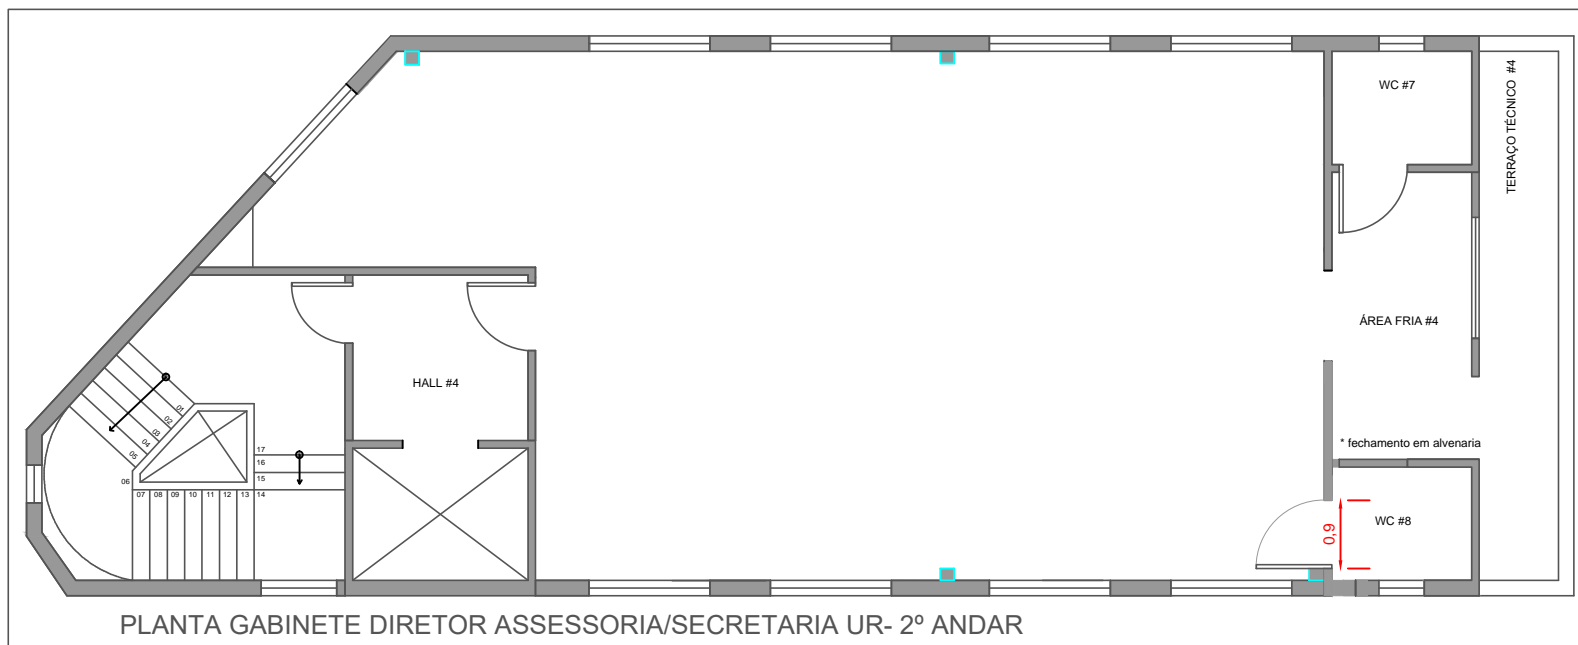 WC #7
TERRAÇO TÉCNICO #4
ÁREA FRIA #4
HALL #4
* fechamento em alvenaria
WC #8
0,9
01
02
03
04
05
06
07 08 09 10 11 12 13 14
15
16
17
PLANTA GABINETE DIRETOR ASSESSORIA/SECRETARIA UR- 2º ANDAR